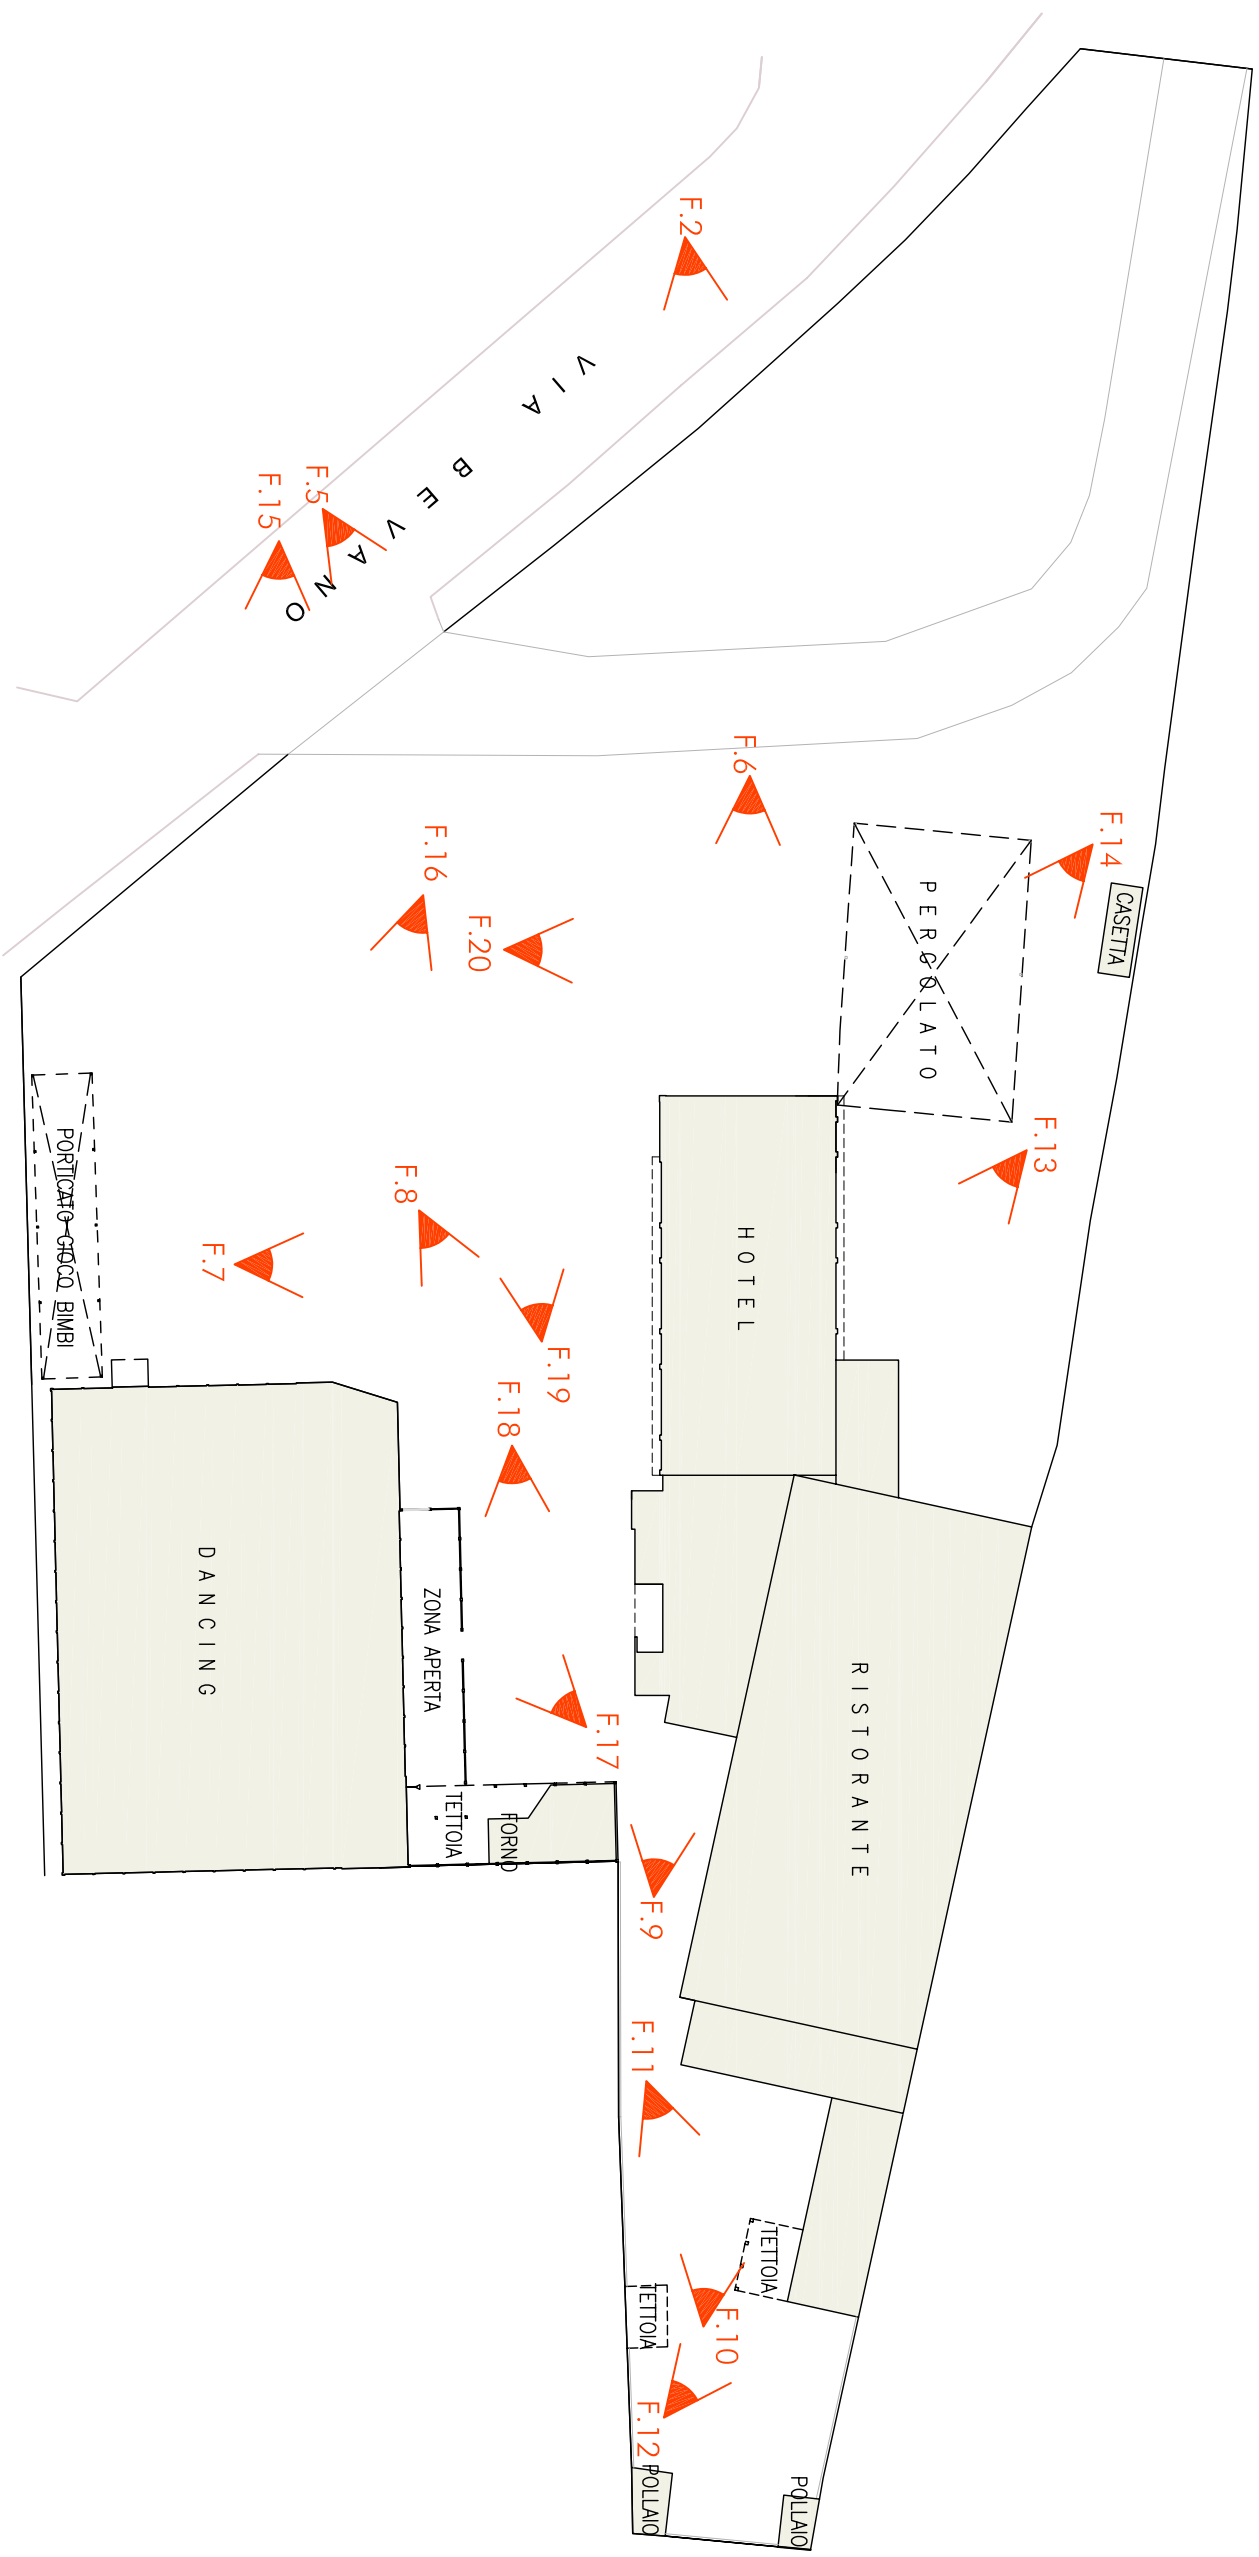 F.2
VIA BEVANO
F.5
F.15
F.6
F.14
CASETTA
F.16
F.20
PERGOLATO
F.13
PORTICATO GIOCO BIMBI
F.8
F.7
HOTEL
F.19
F.18
DANCING
ZONA APERTA
F.17
RISTORANTE
TETTOIA
FORNO
F.9
F.11
TETTOIA
TETTOIA
F.10
F.12
POLLAIO
POLLAIO